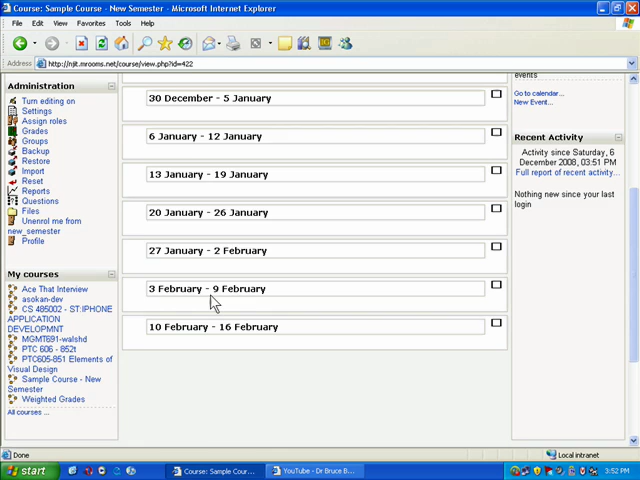 Course: Sample Course - New Semester - Microsoft Internet Explorer
File Edit View Favorites Tools Help
http://njit.mrooms.net/course/view.php?id=422
Administration
Turn editing on
Settings
Assign roles
Grades
Groups
Backup
Restore
Import
Reset
Reports
Questions
Files
Unenrol me from
new_semester
Profile
My courses
Ace That Interview
asokan-dev
CS 485002 - ST:IPHONE
APPLICATION
DEVELOPMNT
MGMT691-walshd
PTC 606 - 852t
PTC605-851 Elements of
Visual Design
Sample Course - New
Semester
Weighted Grades
All courses ...
30 December - 5 January
6 January - 12 January
13 January - 19 January
20 January - 26 January
27 January - 2 February
3 February - 9 February
10 February - 16 February
events
Go to calendar...
New Event...
Recent Activity
Activity since Saturday, 6
December 2008, 03:51 PM
Full report of recent activity...
Nothing new since your last
login
Done
Local intranet
start
Course: Sample Cour...
YouTube - Dr Bruce B...
3:52 PM